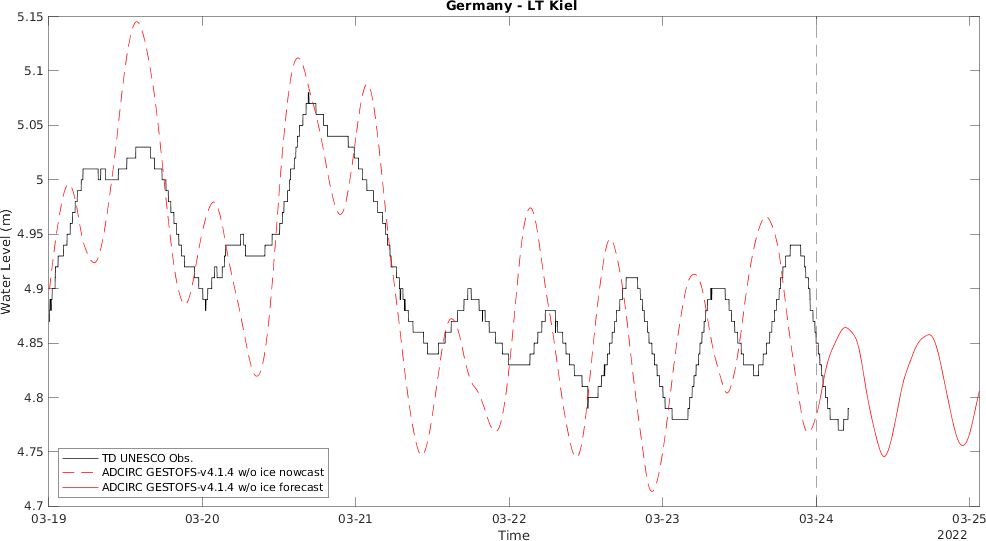 Germany - LT Kiel
5.15
5.1
5.05
5
4.95
4.9
4.85
4.8
4.75
4.7
Water Level (m)
TD UNESCO Obs.
ADCIRC GESTOFS-v4.1.4 w/o ice nowcast
ADCIRC GESTOFS-v4.1.4 w/o ice forecast
03-19 03-20 03-21 03-22 03-23 03-24 03-25
Time
2022